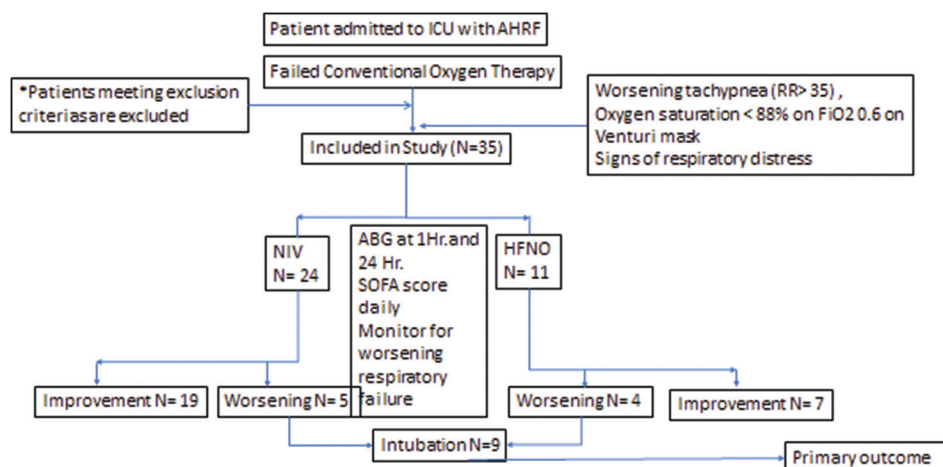 Patient admitted to ICU with AHRF
Failed Conventional Oxygen Therapy
*Patients meeting exclusion
criterias are excluded
Worsening tachypnea (RR> 35) ,
Oxygen saturation < 88% on FiO2 0.6 on
Venturi mask
Signs of respiratory distress
Included in Study (N=35)
NIV
N= 24
ABG at 1Hr. and
24 Hr.
SOFA score
daily
Monitor for
worsening
respiratory
failure
HFNO
N= 11
Improvement N= 19
Worsening N= 5
Worsening N= 4
Improvement N= 7
Intubation N=9
Primary outcome